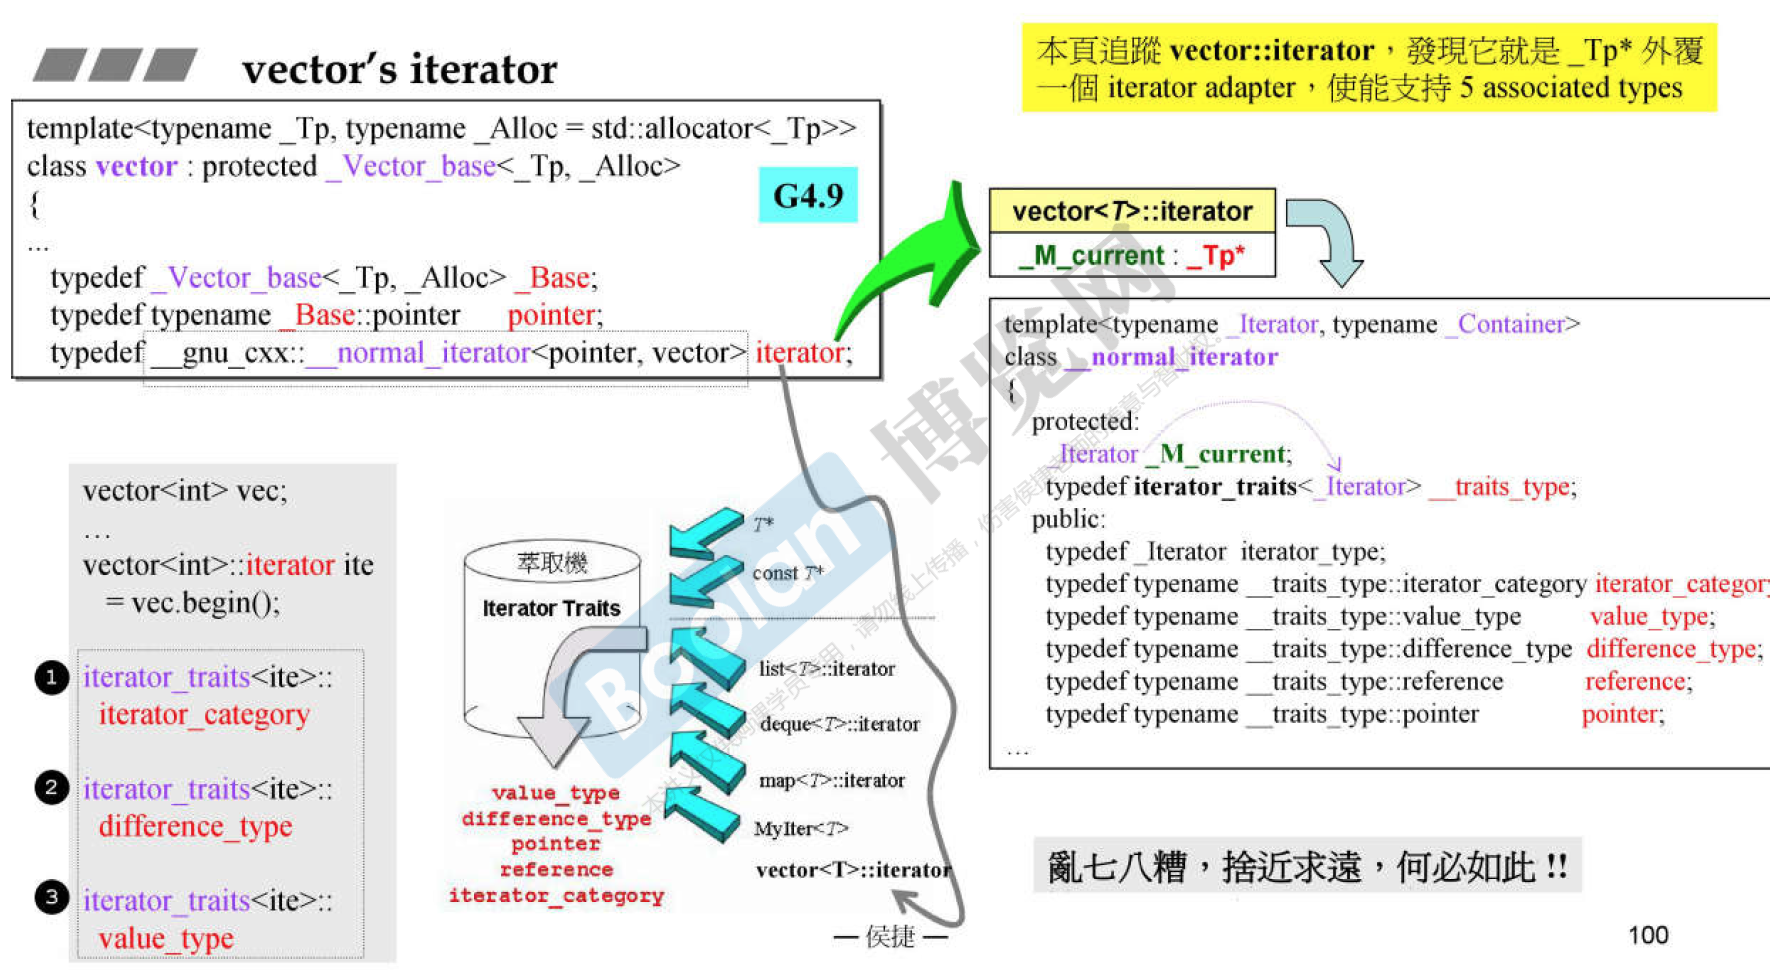 vector’s iterator
本頁追蹤 vector::iterator，發現它就是 _Tp* 外覆
一個 iterator adapter，使能支持 5 associated types
template<typename _Tp, typename _Alloc = std::allocator<_Tp>>
class vector : protected _Vector_base<_Tp, _Alloc>
{
...
typedef _Vector_base<_Tp, _Alloc> _Base;
typedef typename _Base::pointer pointer;
typedef __gnu_cxx::__normal_iterator<pointer, vector> iterator;
G4.9
vector<T>::iterator
_M_current : _Tp*
template<typename _Iterator, typename _Container>
class __normal_iterator
{
protected:
_Iterator _M_current;
typedef iterator_traits<_Iterator> __traits_type;
public:
typedef _Iterator iterator_type;
typedef typename __traits_type::iterator_category iterator_category
typedef typename __traits_type::value_type value_type;
typedef typename __traits_type::difference_type difference_type;
typedef typename __traits_type::reference reference;
typedef typename __traits_type::pointer pointer;
...
vector<int> vec;
...
vector<int>::iterator ite
= vec.begin();
1 iterator_traits<ite>::
iterator_category
2 iterator_traits<ite>::
difference_type
3 iterator_traits<ite>::
value_type
萃取機
Iterator Traits
T*
const T*
list<T>::iterator
deque<T>::iterator
map<T>::iterator
MyIter<T>
vector<T>::iterator
value_type
difference_type
pointer
reference
iterator_category
亂七八糟，捨近求遠，何必如此 !!
— 侯捷 —
100
Boolan
博览网